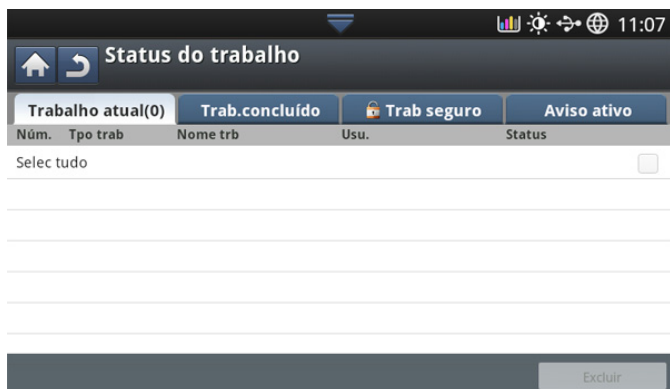 11:07
Status do trabalho
Trabalho atual(0) Trab.concluído Trab seguro Aviso ativo
Núm. Tpo trab Nome trb Usu. Status
Selec tudo
Excluir